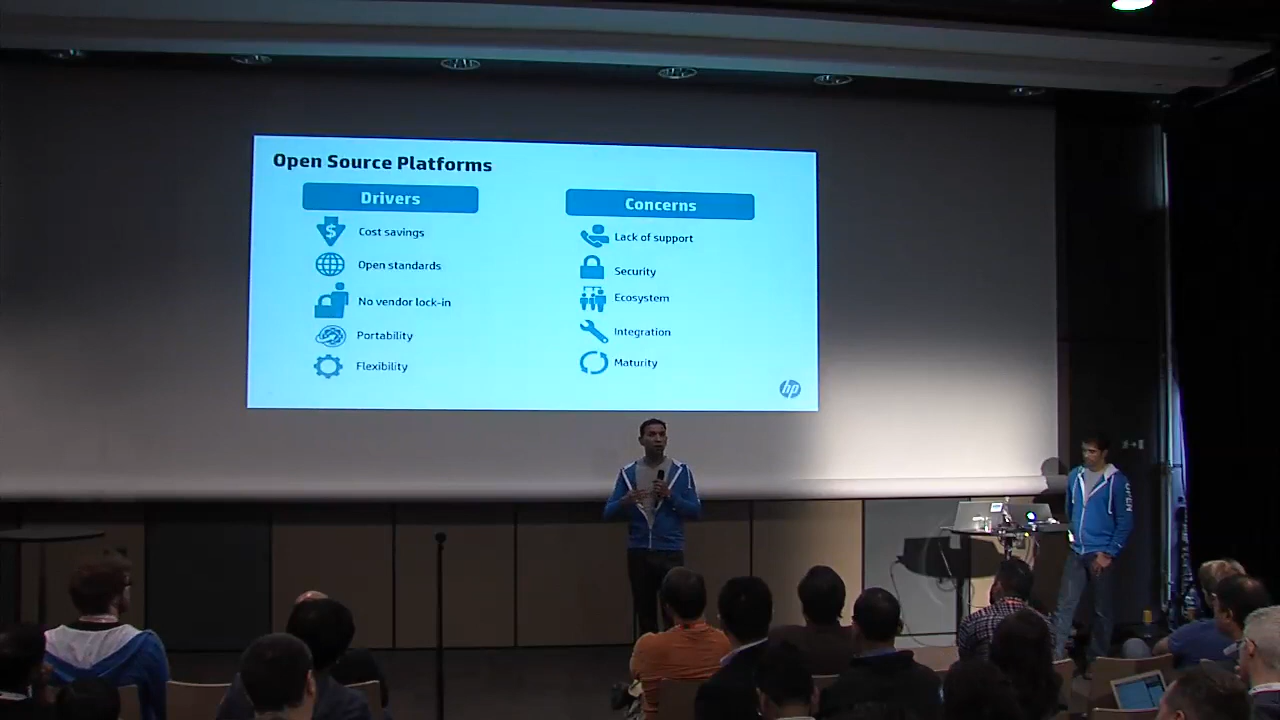 Open Source Platforms
Drivers
Cost savings
Open standards
No vendor lock-in
Portability
Flexibility
Concerns
Lack of support
Security
Ecosystem
Integration
Maturity
hp
OPEN